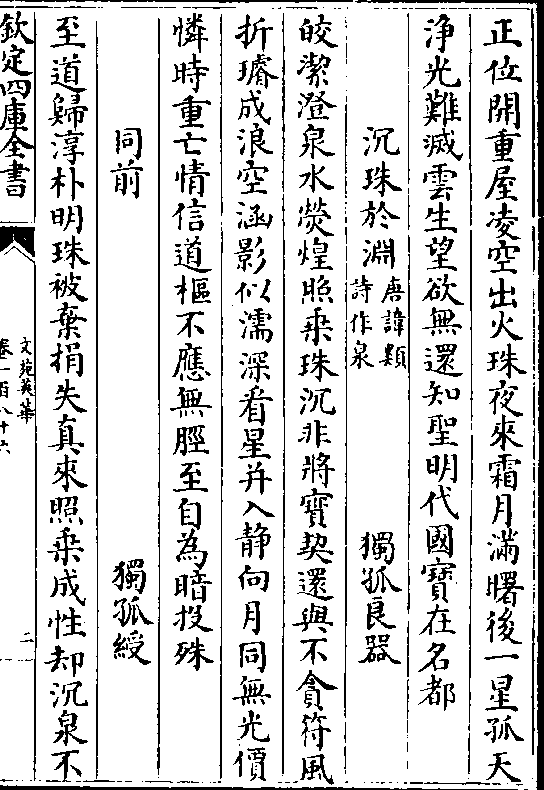 正位開重屋凌空出火珠夜來霜月滿曙後一星孤天
浄光難滅雲生望欲無還知聖明代國寶在名都
沉珠於淵唐諱類詩作泉 獨孤良器
皎潔澄泉水熒煌照乗珠沉非將寳契還與不貪符風
折璿成浪空涵影似濡深看星并入静向月同無光價
憐時重亡情信道樞不應無脛至自為暗投殊
同前 獨孤綬
至道歸淳朴明珠被棄捐失真來照乗成性却沉泉不
欽定四庫全書
文苑英華
卷一百八十六
二